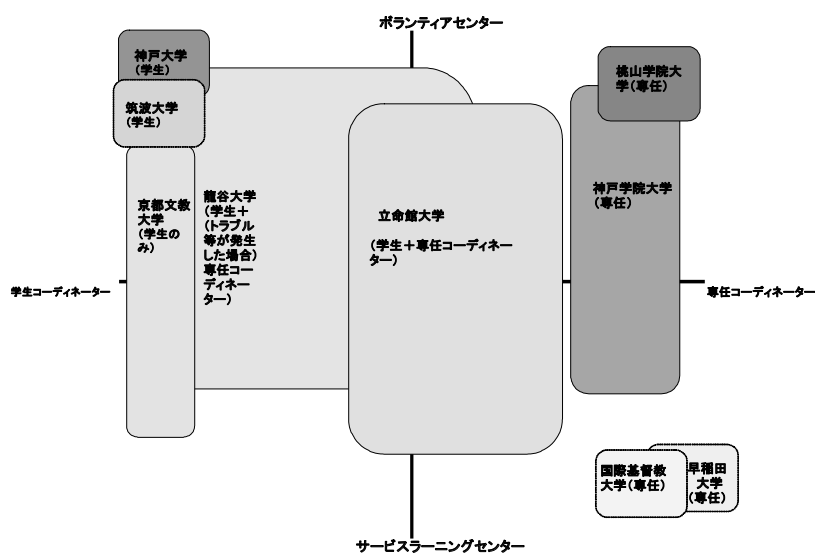 ボランティアセンター
神戸大学
(学生)
筑波大学
(学生)
京都文教
大学
(学生のみ
み)
龍谷大学
(学生+
(トラブル
等が発生
した場合)
専任コー
ディネー
ター)
立命館大学
(学生+専任コーディネー
ター)
桃山学院大
学(専任)
神戸学院大学
(専任)
学生コーディネーター
専任コーディネーター
国際基督教
大学(専任)
早稲田
大学
(専任)
サービスラーニングセンター